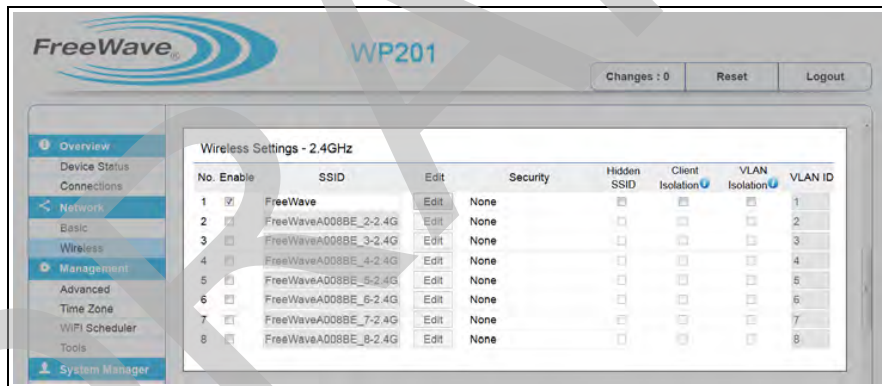 FreeWave®
WP201
Changes : 0 Reset Logout
Overview
Device Status
Connections
Network
Basic
Wireless
Management
Advanced
Time Zone
WiFi Scheduler
Tools
System Manager
Wireless Settings - 2.4GHz
No. Enable SSID Edit Security Hidden SSID Client Isolation VLAN Isolation VLAN ID
1 FreeWave Edit None 1
2 FreeWaveA008BE_2-2.4G Edit None 2
3 FreeWaveA008BE_3-2.4G Edit None 3
4 FreeWaveA008BE_4-2.4G Edit None 4
5 FreeWaveA008BE_5-2.4G Edit None 5
6 FreeWaveA008BE_6-2.4G Edit None 6
7 FreeWaveA008BE_7-2.4G Edit None 7
8 FreeWaveA008BE_8-2.4G Edit None 8